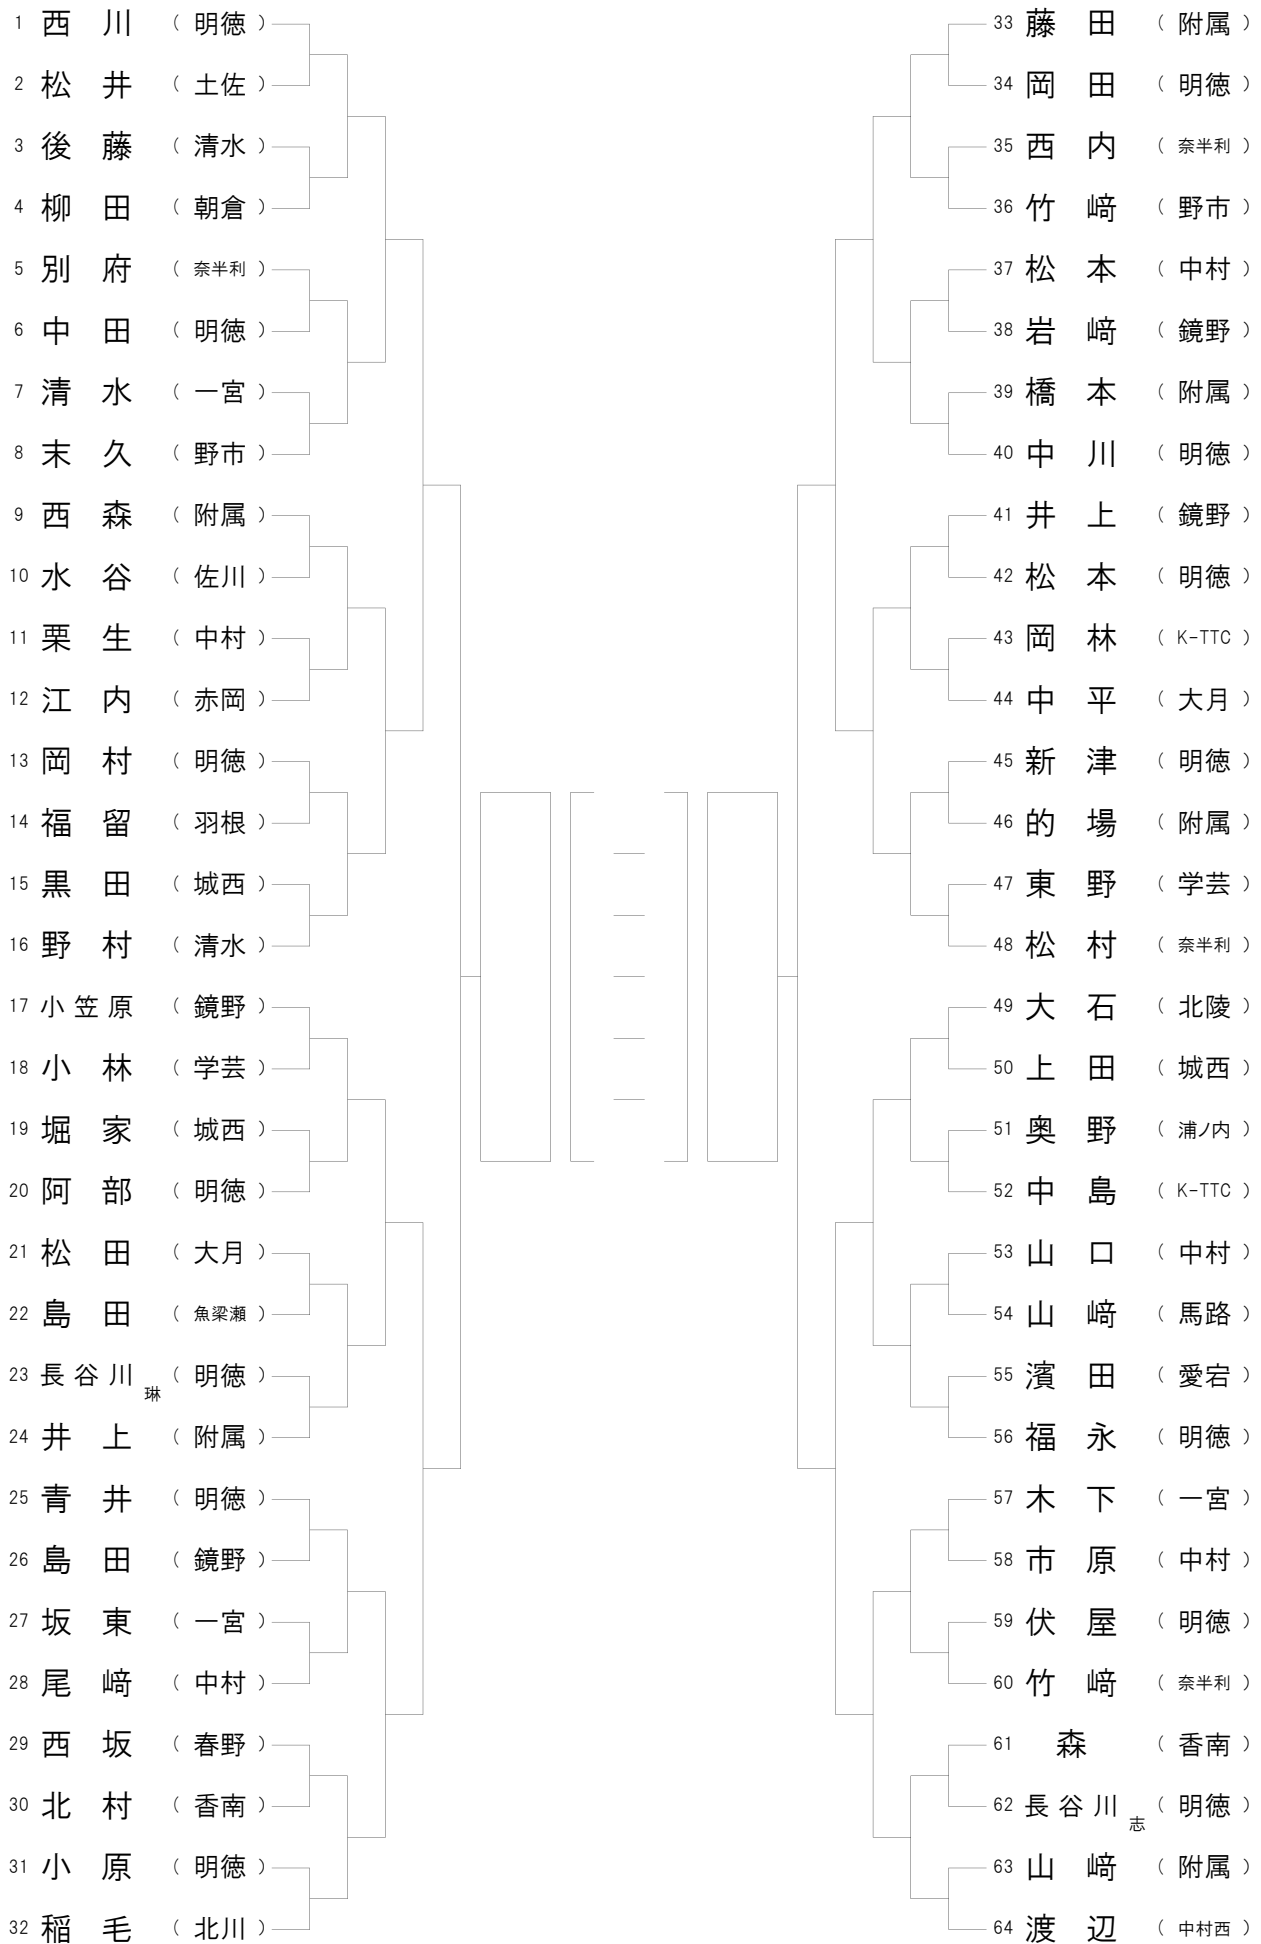 1 西川 （ 明徳 ）
2 松井 （ 土佐 ）
3 後藤 （ 清水 ）
4 柳田 （ 朝倉 ）
5 別府 （ 奈半利 ）
6 中田 （ 明徳 ）
7 清水 （ 一宮 ）
8 末久 （ 野市 ）
9 西森 （ 附属 ）
10 水谷 （ 佐川 ）
11 栗生 （ 中村 ）
12 江内 （ 赤岡 ）
13 岡村 （ 明徳 ）
14 福留 （ 羽根 ）
15 黒田 （ 城西 ）
16 野村 （ 清水 ）
17 小笠原 （ 鏡野 ）
18 小林 （ 学芸 ）
19 堀家 （ 城西 ）
20 阿部 （ 明徳 ）
21 松田 （ 大月 ）
22 島田 （ 魚梁瀬 ）
23 長谷川 琳 （ 明徳 ）
24 井上 （ 附属 ）
25 青井 （ 明徳 ）
26 島田 （ 鏡野 ）
27 坂東 （ 一宮 ）
28 尾﨑 （ 中村 ）
29 西坂 （ 春野 ）
30 北村 （ 香南 ）
31 小原 （ 明徳 ）
32 稲毛 （ 北川 ）
33 藤田 （ 附属 ）
34 岡田 （ 明徳 ）
35 西内 （ 奈半利 ）
36 竹﨑 （ 野市 ）
37 松本 （ 中村 ）
38 岩﨑 （ 鏡野 ）
39 橋本 （ 附属 ）
40 中川 （ 明徳 ）
41 井上 （ 鏡野 ）
42 松本 （ 明徳 ）
43 岡林 （ K-TTC ）
44 中平 （ 大月 ）
45 新津 （ 明徳 ）
46 的場 （ 附属 ）
47 東野 （ 学芸 ）
48 松村 （ 奈半利 ）
49 大石 （ 北陵 ）
50 上田 （ 城西 ）
51 奥野 （ 浦ノ内 ）
52 中島 （ K-TTC ）
53 山口 （ 中村 ）
54 山﨑 （ 馬路 ）
55 濱田 （ 愛宕 ）
56 福永 （ 明徳 ）
57 木下 （ 一宮 ）
58 市原 （ 中村 ）
59 伏屋 （ 明徳 ）
60 竹﨑 （ 奈半利 ）
61 森 （ 香南 ）
62 長谷川 志 （ 明徳 ）
63 山﨑 （ 附属 ）
64 渡辺 （ 中村西 ）